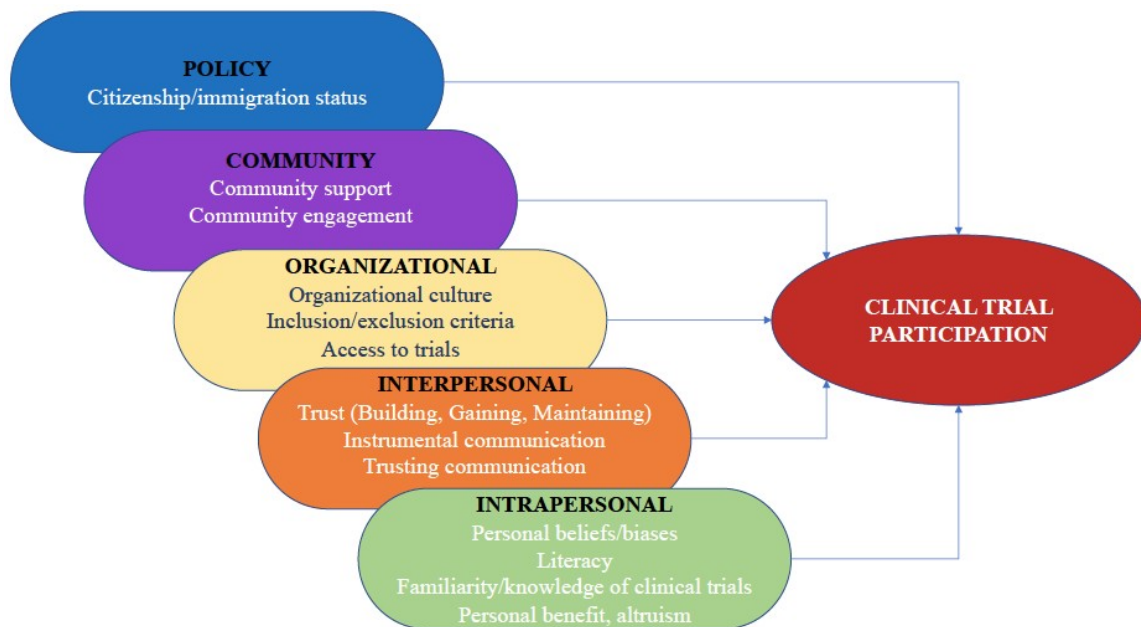 POLICY
Citizenship/immigration status
COMMUNITY
Community support
Community engagement
ORGANIZATIONAL
Organizational culture
Inclusion/exclusion criteria
Access to trials
INTERPERSONAL
Trust (Building, Gaining, Maintaining)
Instrumental communication
Trusting communication
INTRAPERSONAL
Personal beliefs/biases
Literacy
Familiarity/knowledge of clinical trials
Personal benefit, altruism
CLINICAL TRIAL
PARTICIPATION